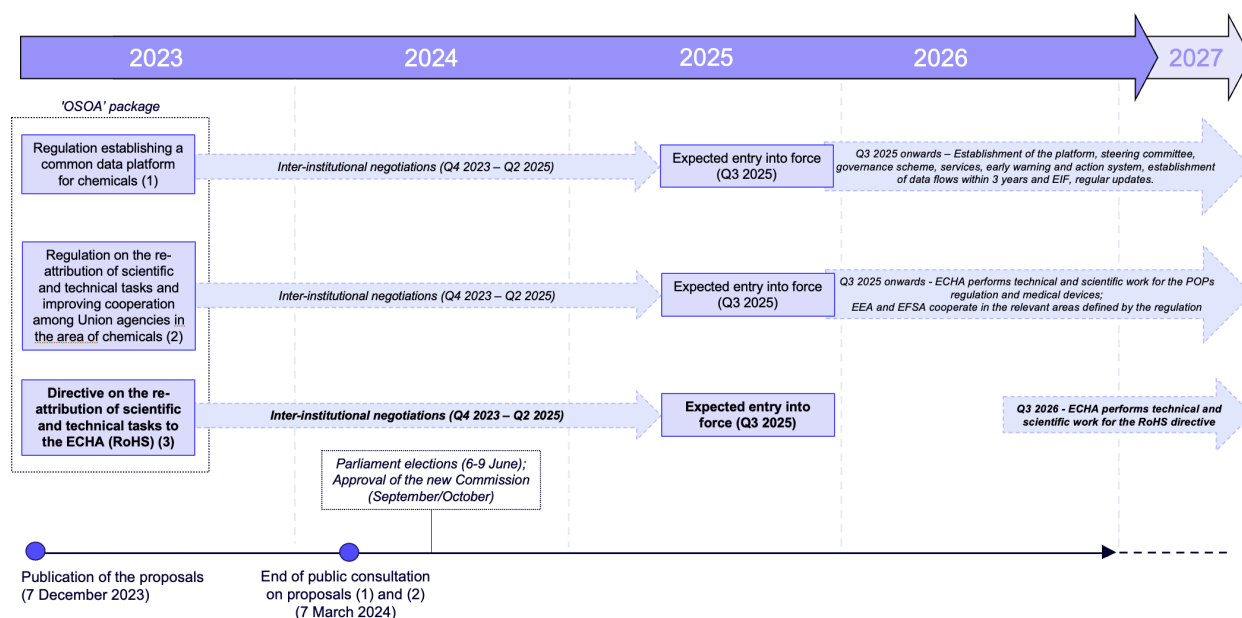 2023
2024
2025
2026
2027
'OSOA' package
Regulation establishing a
common data platform
for chemicals (1)
Inter-institutional negotiations (Q4 2023 – Q2 2025)
Expected entry into force
(Q3 2025)
Q3 2025 onwards – Establishment of the platform, steering committee,
governance scheme, services, early warning and action system, establishment
of data flows within 3 years and EIF, regular updates.
Regulation on the re-
attribution of scientific
and technical tasks and
improving cooperation
among Union agencies in
the area of chemicals (2)
Inter-institutional negotiations (Q4 2023 – Q2 2025)
Expected entry into force
(Q3 2025)
Q3 2025 onwards - ECHA performs technical and scientific work for the POPs
regulation and medical devices;
EEA and EFSA cooperate in the relevant areas defined by the regulation
Directive on the re-
attribution of scientific
and technical tasks to
the ECHA (RoHS) (3)
Inter-institutional negotiations (Q4 2023 – Q2 2025)
Expected entry into
force (Q3 2025)
Q3 2026 - ECHA performs technical and
scientific work for the RoHS directive
Parliament elections (6-9 June);
Approval of the new Commission
(September/October)
Publication of the proposals
(7 December 2023)
End of public consultation
on proposals (1) and (2)
(7 March 2024)